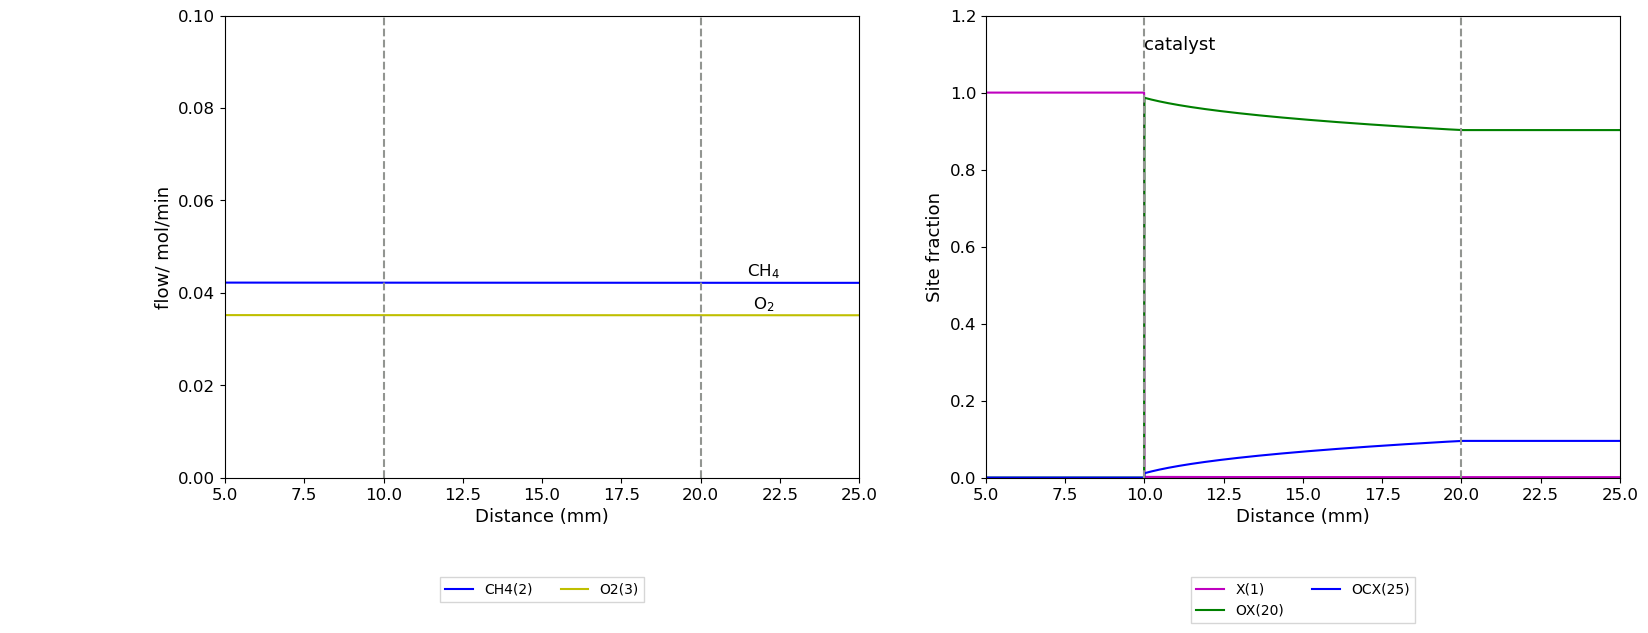 0.10
0.08
0.06
0.04
0.02
0.00
flow/ mol/min
CH₄
O₂
5.0 7.5 10.0 12.5 15.0 17.5 20.0 22.5 25.0
Distance (mm)
CH4(2) O2(3)
1.2
1.0
0.8
0.6
0.4
0.2
0.0
Site fraction
catalyst
5.0 7.5 10.0 12.5 15.0 17.5 20.0 22.5 25.0
Distance (mm)
X(1) OCX(25)
OX(20)